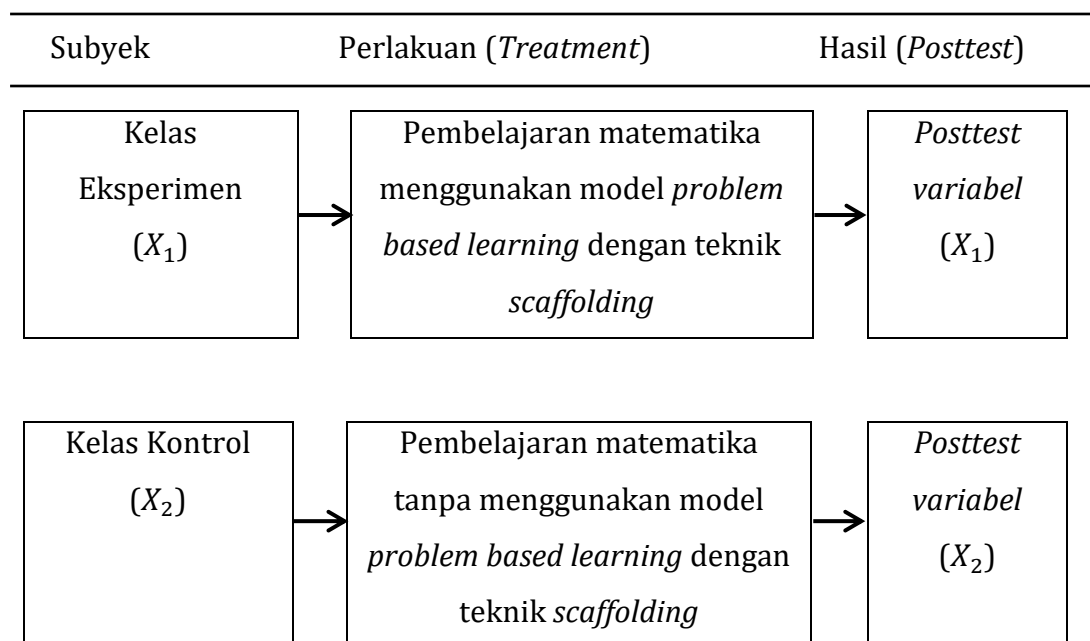 Subyek Perlakuan (Treatment) Hasil (Posttest)
Kelas
Eksperimen
(X₁)
Pembelajaran matematika
menggunakan model problem
based learning dengan teknik
scaffolding
Posttest
variabel
(X₁)
Kelas Kontrol
(X₂)
Pembelajaran matematika
tanpa menggunakan model
problem based learning dengan
teknik scaffolding
Posttest
variabel
(X₂)